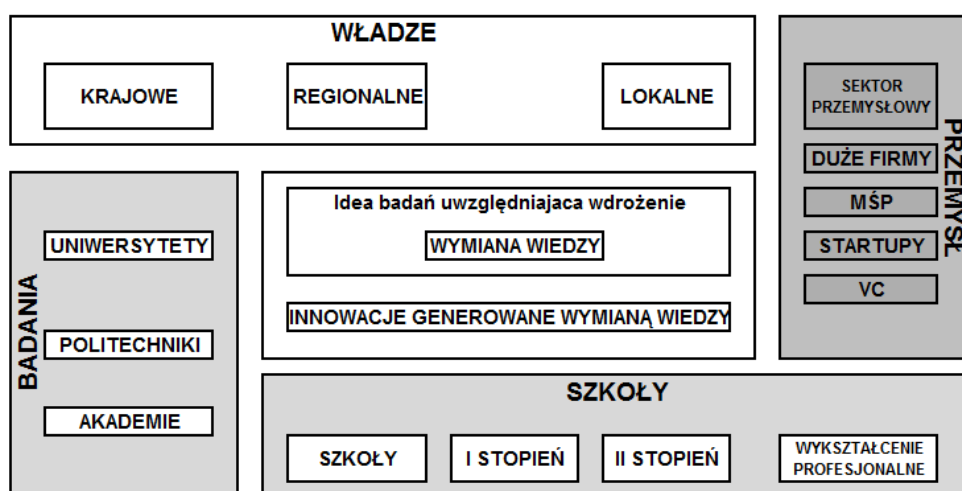 WŁADZE
KRAJOWE
REGIONALNE
LOKALNE
PRZEMYSŁ
SEKTOR
PRZEMYSŁOWY
DUŻE FIRMY
MŚP
STARTUPY
VC
BADANIA
UNIWERSYTETY
POLITECHNIKI
AKADEMIE
Idea badań uwzględniajaca wdrożenie
WYMIANA WIEDZY
INNOWACJE GENEROWANE WYMIANĄ WIEDZY
SZKOŁY
SZKOŁY
I STOPIEŃ
II STOPIEŃ
WYKSZTAŁCENIE
PROFESJONALNE